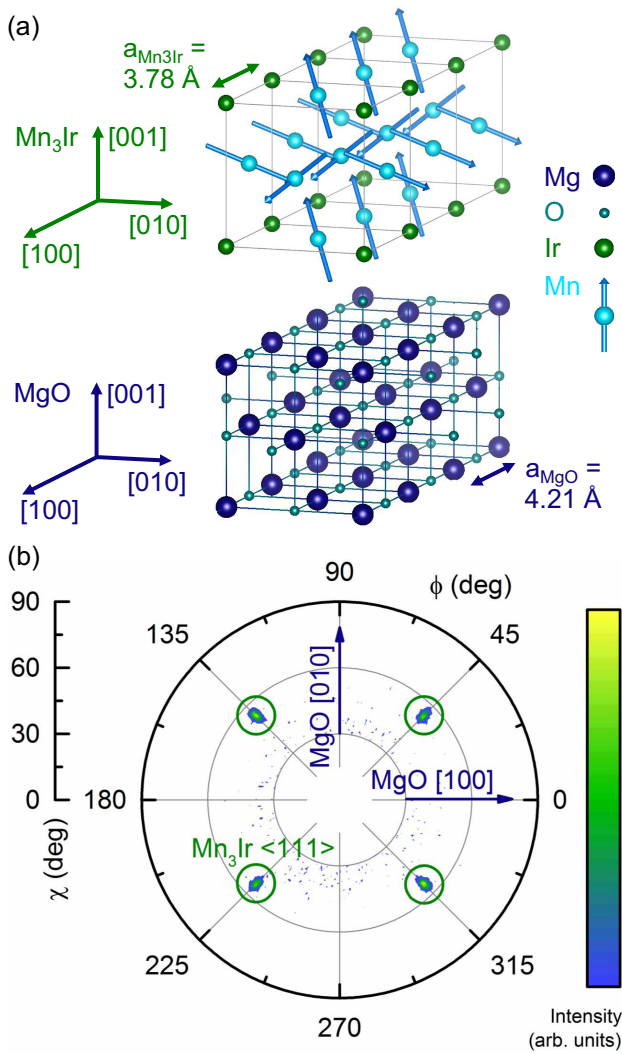 (a)
a_Mn3Ir =
3.78 Å
Mn₃Ir
[001]
[010]
[100]
Mg
O
Ir
Mn
MgO
[001]
[010]
[100]
a_MgO =
4.21 Å
(b)
90
ϕ (deg)
90
135
45
60
MgO [010]
30
MgO [100]
0
180
0
χ (deg)
Mn₃Ir <111>
225
315
270
Intensity
(arb. units)